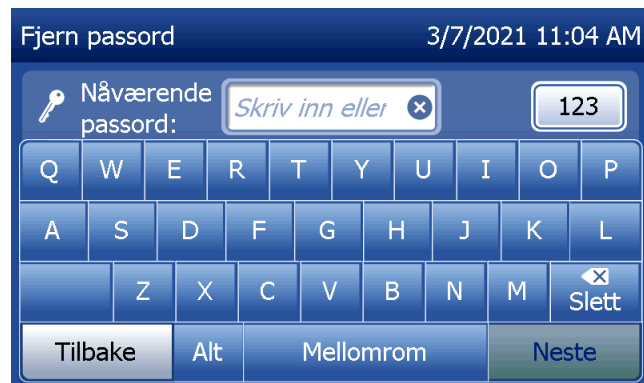 Fjern passord 3/7/2021 11:04 AM
Nåværende passord: Skriv inn eller 123
Q W E R T Y U I O P
A S D F G H J K L
Z X C V B N M Slett
Tilbake Alt Mellomrom Neste